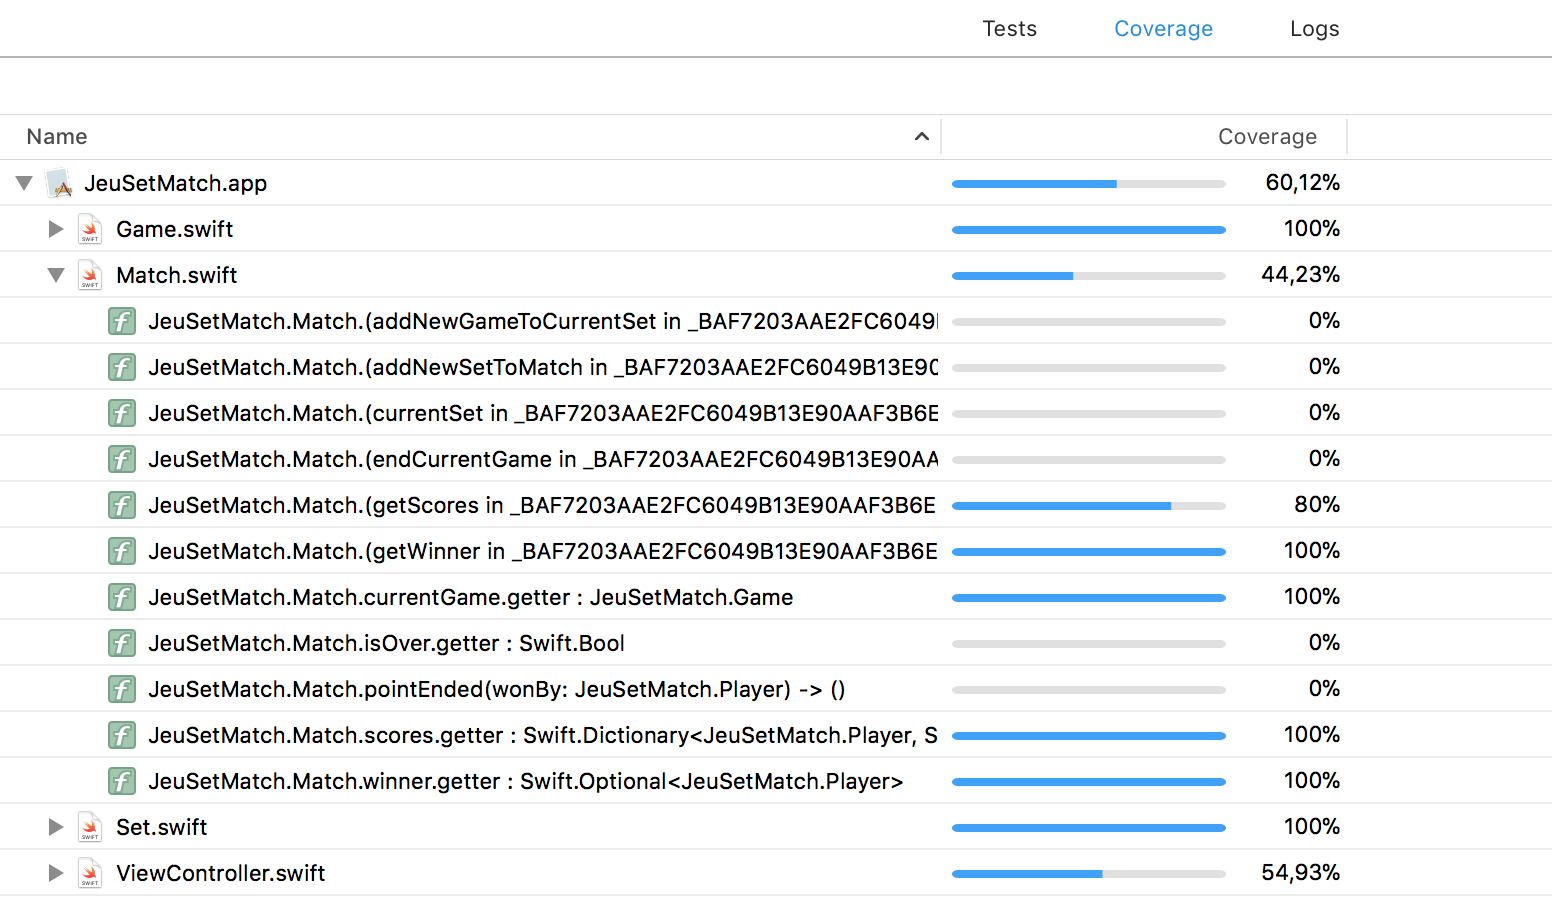 Tests Coverage Logs
Name Coverage
JeuSetMatch.app 60,12%
Game.swift 100%
Match.swift 44,23%
JeuSetMatch.Match.(addNewGameToCurrentSet in _BAF7203AAE2FC6049 0%
JeuSetMatch.Match.(addNewSetToMatch in _BAF7203AAE2FC6049B13E90 0%
JeuSetMatch.Match.(currentSet in _BAF7203AAE2FC6049B13E90AAF3B6E 0%
JeuSetMatch.Match.(endCurrentGame in _BAF7203AAE2FC6049B13E90AA 0%
JeuSetMatch.Match.(getScores in _BAF7203AAE2FC6049B13E90AAF3B6E 80%
JeuSetMatch.Match.(getWinner in _BAF7203AAE2FC6049B13E90AAF3B6E 100%
JeuSetMatch.Match.currentGame.getter : JeuSetMatch.Game 100%
JeuSetMatch.Match.isOver.getter : Swift.Bool 0%
JeuSetMatch.Match.pointEnded(wonBy: JeuSetMatch.Player) -> () 0%
JeuSetMatch.Match.scores.getter : Swift.Dictionary<JeuSetMatch.Player, S 100%
JeuSetMatch.Match.winner.getter : Swift.Optional<JeuSetMatch.Player> 100%
Set.swift 100%
ViewController.swift 54,93%